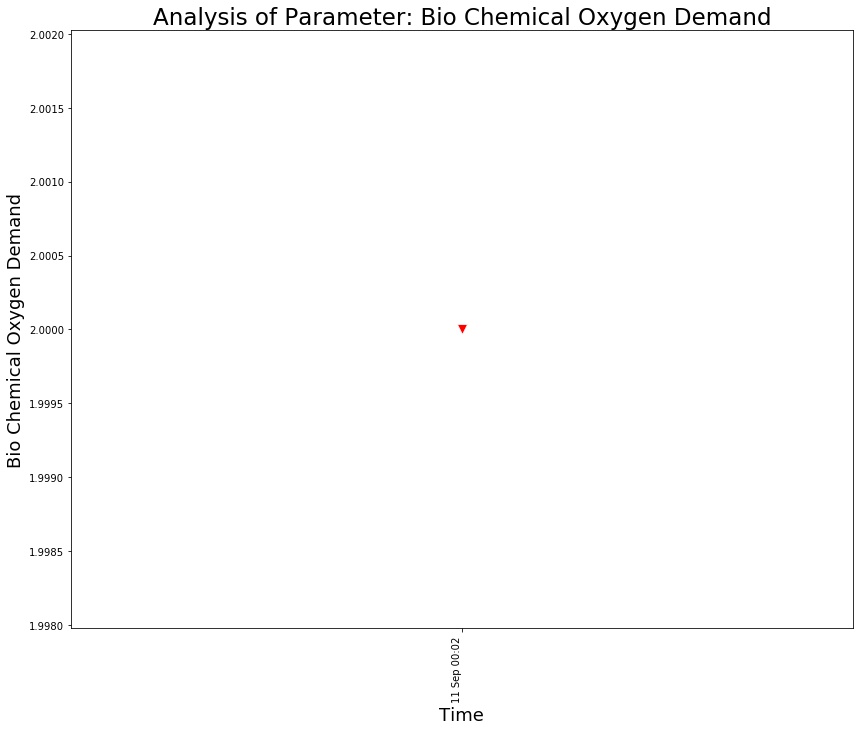 Analysis of Parameter: Bio Chemical Oxygen Demand
2.0020
2.0015
2.0010
2.0005
2.0000
1.9995
1.9990
1.9985
1.9980
Bio Chemical Oxygen Demand
11 Sep 00:02
Time